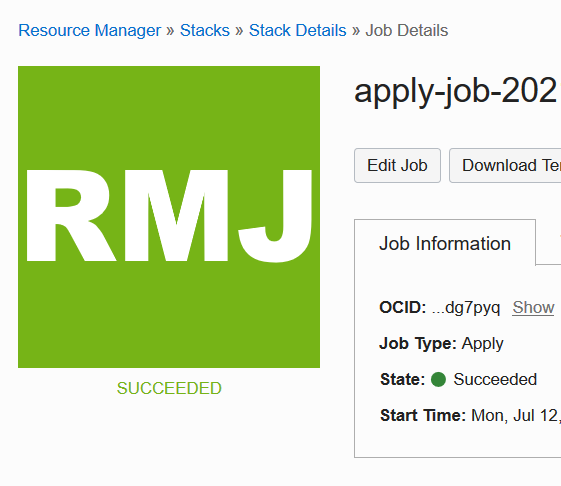 Resource Manager » Stacks » Stack Details » Job Details
RMJ
SUCCEEDED
apply-job-202
Edit Job
Download Te
Job Information
OCID: ...dg7pyq Show
Job Type: Apply
State: Succeeded
Start Time: Mon, Jul 12,